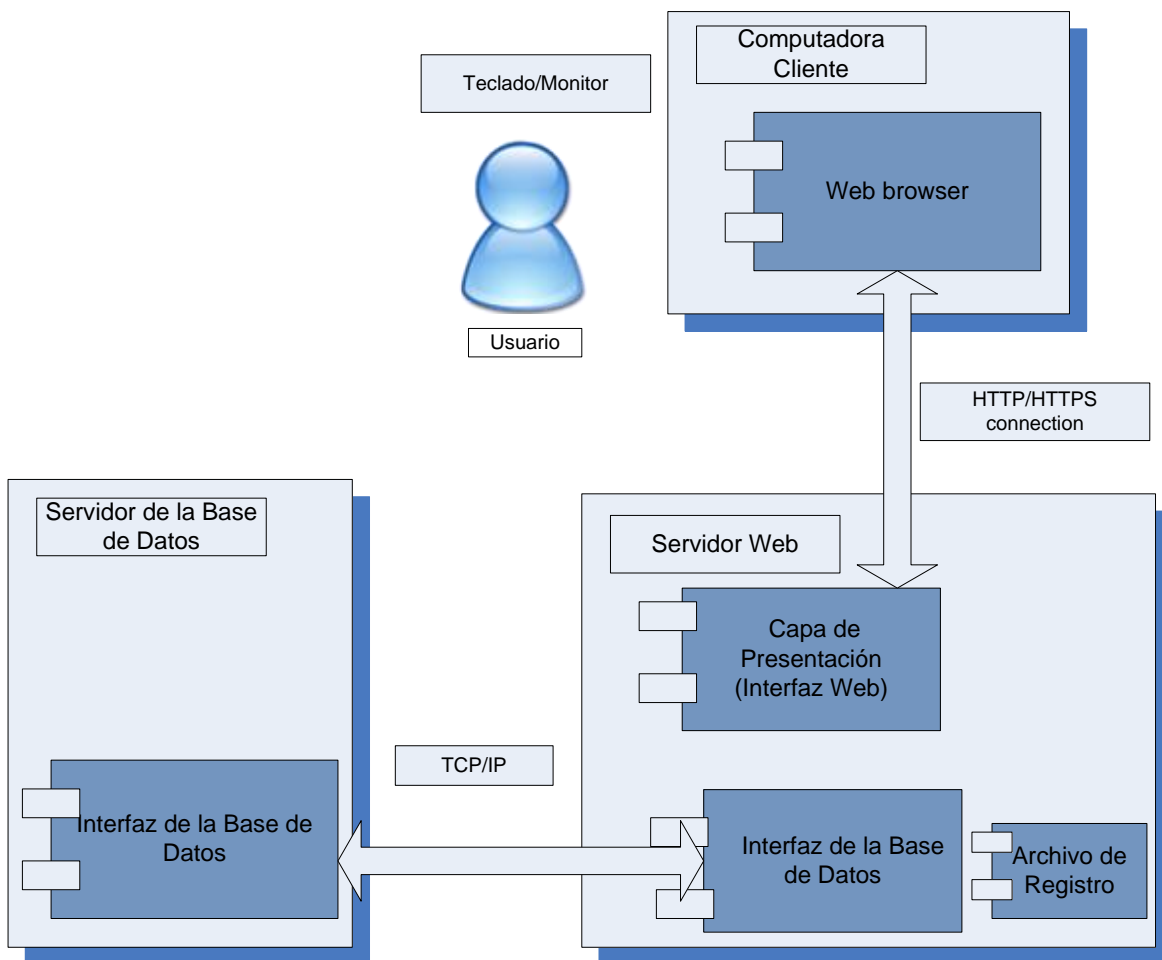 Computadora
Cliente
Teclado/Monitor
Web browser
Usuario
HTTP/HTTPS
connection
Servidor de la Base
de Datos
Servidor Web
Capa de
Presentación
(Interfaz Web)
TCP/IP
Interfaz de la Base de
Datos
Interfaz de la Base
de Datos
Archivo de
Registro